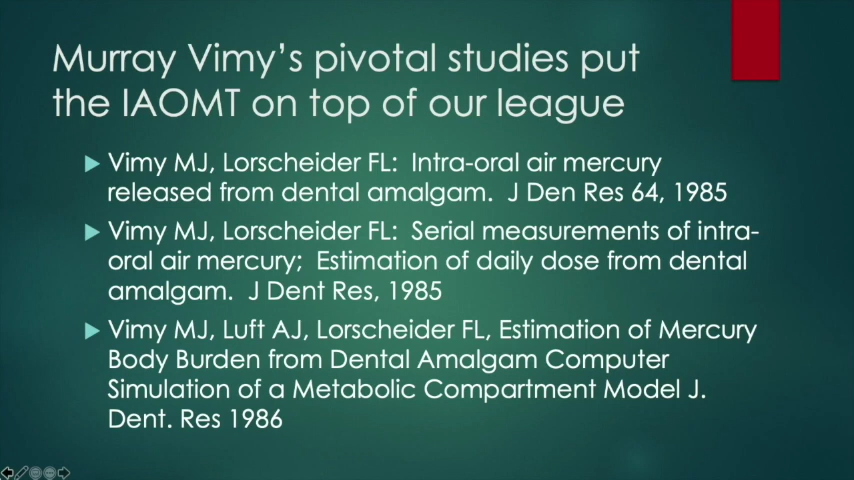 Murray Vimy's pivotal studies put
the IAOMT on top of our league
Vimy MJ, Lorscheider FL: Intra-oral air mercury
released from dental amalgam. J Den Res 64, 1985
Vimy MJ, Lorscheider FL: Serial measurements of intra-
oral air mercury; Estimation of daily dose from dental
amalgam. J Dent Res, 1985
Vimy MJ, Luft AJ, Lorscheider FL, Estimation of Mercury
Body Burden from Dental Amalgam Computer
Simulation of a Metabolic Compartment Model J.
Dent. Res 1986